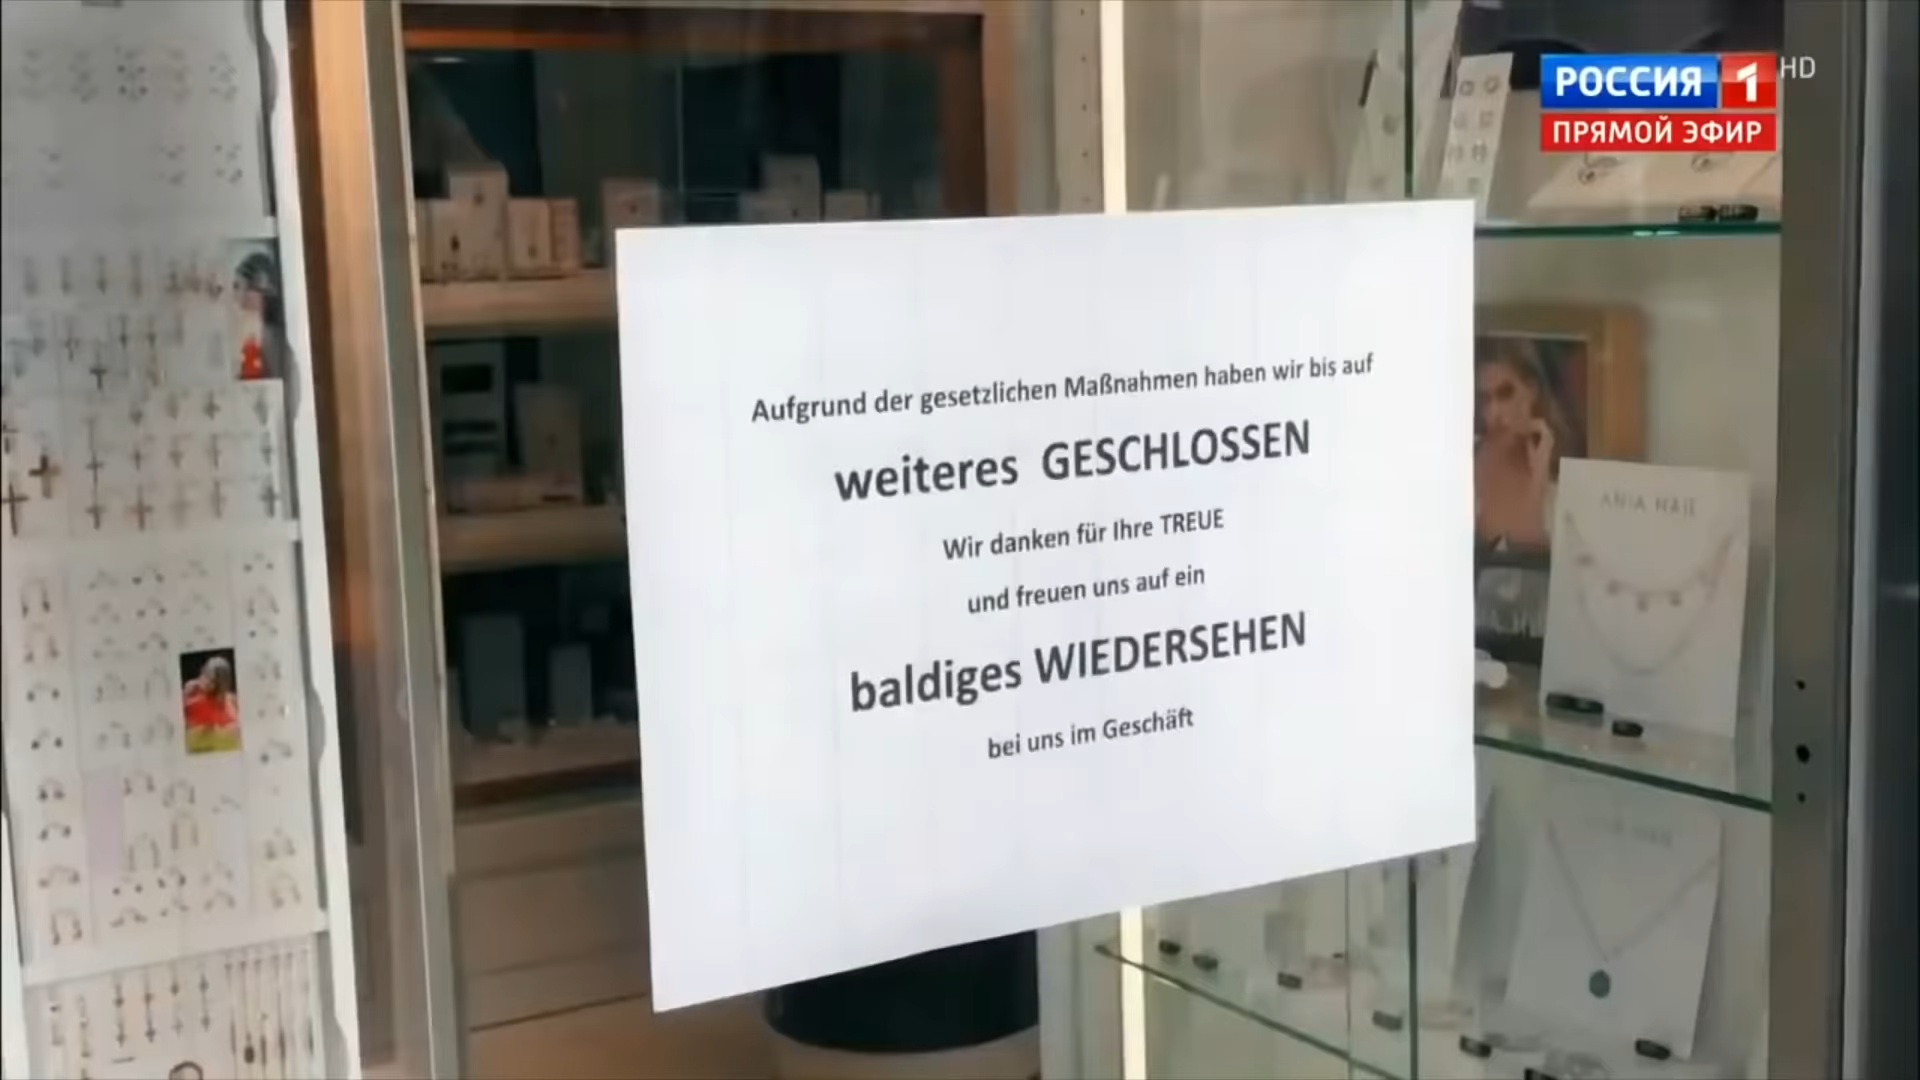 РОССИЯ 1 HD
ПРЯМОЙ ЭФИР
Aufgrund der gesetzlichen Maßnahmen haben wir bis auf
weiteres GESCHLOSSEN
Wir danken für Ihre TREUE
und freuen uns auf ein
baldiges WIEDERSEHEN
bei uns im Geschäft
ANIA HAIE